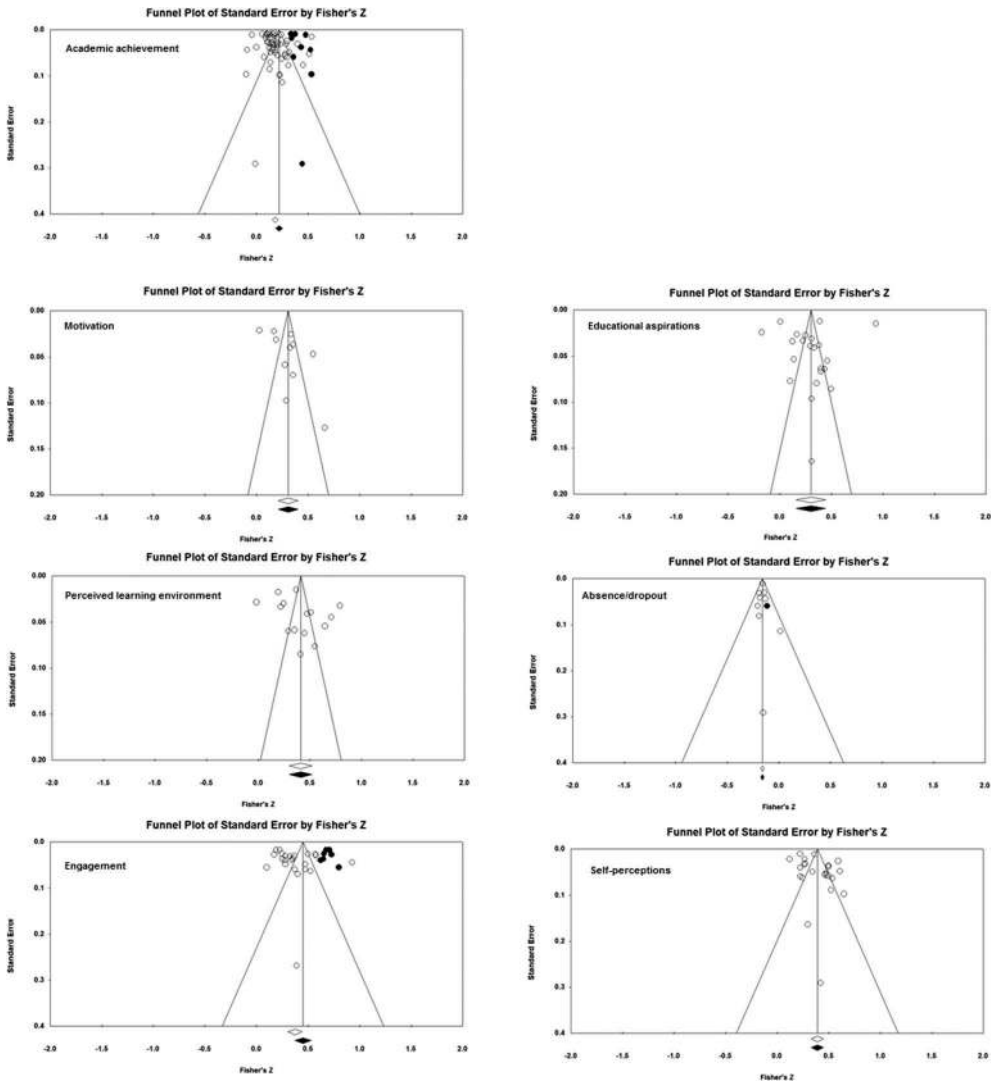 Funnel Plot of Standard Error by Fisher's Z
0.0
Academic achievement
0.1
Standard Error
0.2
0.3
0.4
-2.0 -1.5 -1.0 -0.5 0.0 0.5 1.0 1.5 2.0
Fisher's Z
Funnel Plot of Standard Error by Fisher's Z
0.00
Motivation
0.05
Standard Error
0.10
0.15
0.20
-2.0 -1.5 -1.0 -0.5 0.0 0.5 1.0 1.5 2.0
Fisher's Z
Funnel Plot of Standard Error by Fisher's Z
0.00
Educational aspirations
0.05
Standard Error
0.10
0.15
0.20
-2.0 -1.5 -1.0 -0.5 0.0 0.5 1.0 1.5 2.0
Fisher's Z
Funnel Plot of Standard Error by Fisher's Z
0.00
Perceived learning environment
0.05
Standard Error
0.10
0.15
0.20
-2.0 -1.5 -1.0 -0.5 0.0 0.5 1.0 1.5 2.0
Fisher's Z
Funnel Plot of Standard Error by Fisher's Z
0.0
Absence/dropout
0.1
Standard Error
0.2
0.3
0.4
-2.0 -1.5 -1.0 -0.5 0.0 0.5 1.0 1.5 2.0
Fisher's Z
Funnel Plot of Standard Error by Fisher's Z
0.0
Engagement
0.1
Standard Error
0.2
0.3
0.4
-2.0 -1.5 -1.0 -0.5 0.0 0.5 1.0 1.5 2.0
Fisher's Z
Funnel Plot of Standard Error by Fisher's Z
0.0
Self-perceptions
0.1
Standard Error
0.2
0.3
0.4
-2.0 -1.5 -1.0 -0.5 0.0 0.5 1.0 1.5 2.0
Fisher's Z